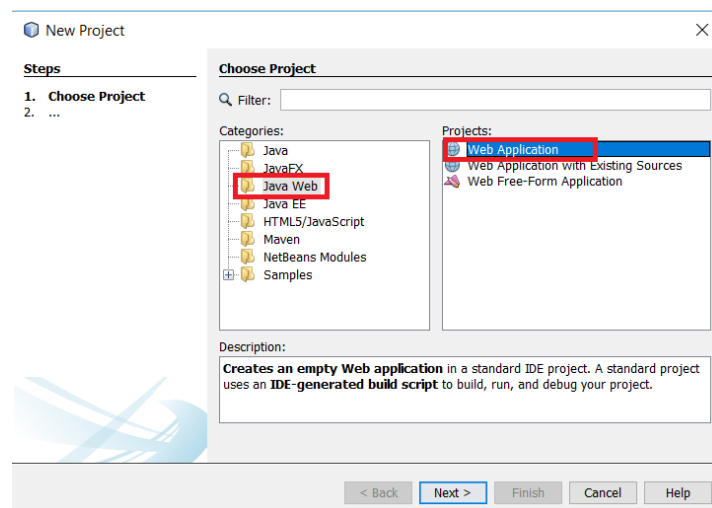 New Project
Steps
1. Choose Project
2. ...
Choose Project
Filter:
Categories:
Java
JavaFX
Java Web
Java EE
HTML5/JavaScript
Maven
NetBeans Modules
Samples
Projects:
Web Application
Web Application with Existing Sources
Web Free-Form Application
Description:
Creates an empty Web application in a standard IDE project. A standard project
uses an IDE-generated build script to build, run, and debug your project.
< Back
Next >
Finish
Cancel
Help